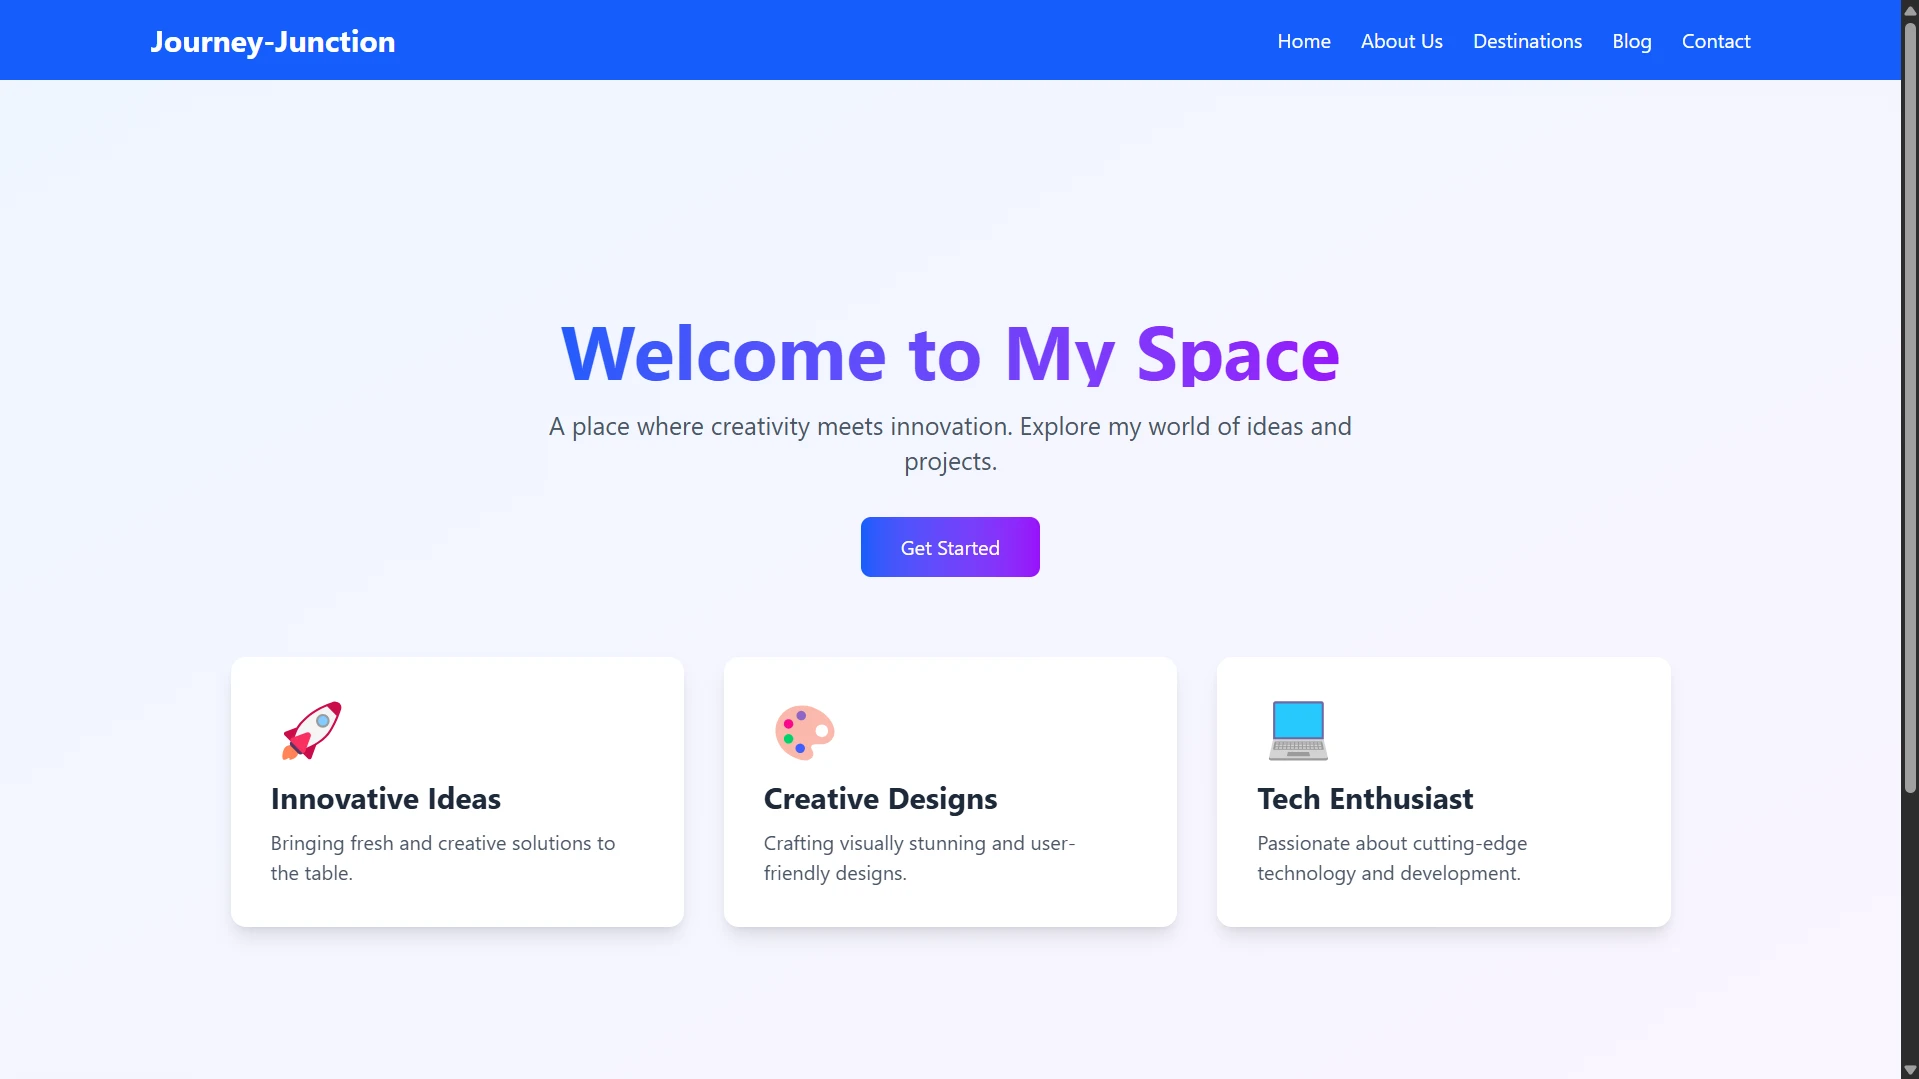 Journey-Junction
Home About Us Destinations Blog Contact
Welcome to My Space
A place where creativity meets innovation. Explore my world of ideas and
projects.
Get Started
Innovative Ideas
Bringing fresh and creative solutions to
the table.
Creative Designs
Crafting visually stunning and user-
friendly designs.
Tech Enthusiast
Passionate about cutting-edge
technology and development.